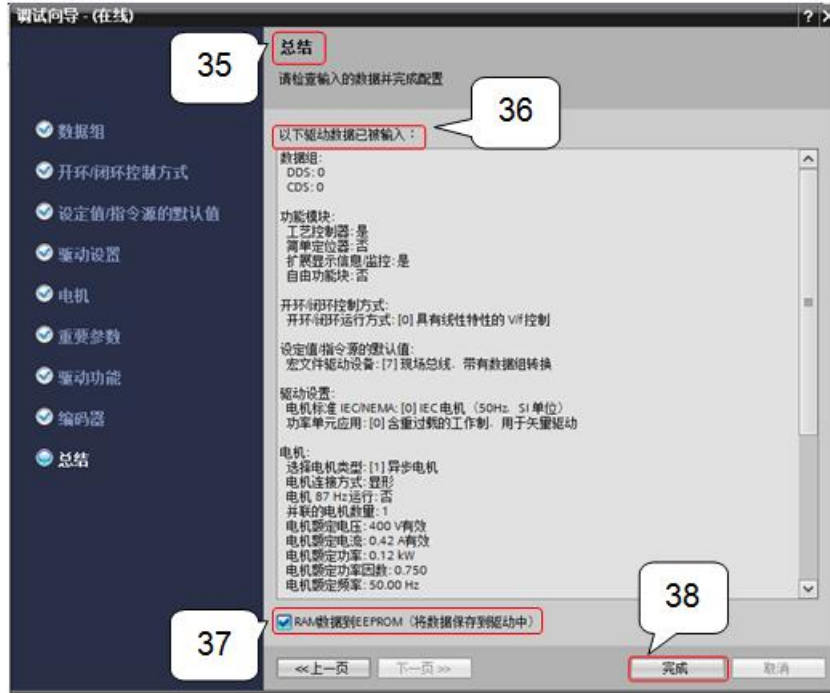 调试向导 - (在线)
? X
35
总结
请检查输入的数据并完成配置
36
数据组
开环/闭环控制方式
设定值/指令源的默认值
驱动设置
电机
重要参数
驱动功能
编码器
总结
以下驱动数据已被输入：
数据组:
DDS: 0
CDS: 0
功能模块:
工艺控制器: 是
简单定位器: 否
扩展显示信息/监控: 是
自由功能块: 否
开环/闭环控制方式:
开环/闭环运行方式: [0] 具有线性特性的 V/f 控制
设定值/指令源的默认值:
宏文件驱动设备: [7] 现场总线，带有数据组转换
驱动设置:
电机标准 IEC/NEMA: [0] IEC 电机（50Hz，SI 单位）
功率单元应用: [0] 含重过载的工作制，用于矢量驱动
电机:
选择电机类型: [1] 异步电机
电机连接方式: 显形
电机 87 Hz 运行: 否
并联的电机数量: 1
电机额定电压: 400 V有效
电机额定电流: 0.42 A有效
电机额定功率: 0.12 kW
电机额定功率因数: 0.750
电机额定频率: 50.00 Hz
37
RAM数据到EEPROM（将数据保存到驱动中）
38
<<上一页
下一页>>
完成
取消